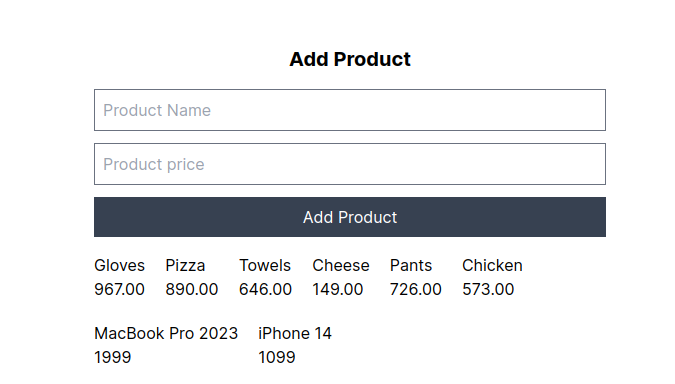 Add Product
Product Name
Product price
Add Product
Gloves Pizza Towels Cheese Pants Chicken
967.00 890.00 646.00 149.00 726.00 573.00
MacBook Pro 2023 iPhone 14
1999 1099